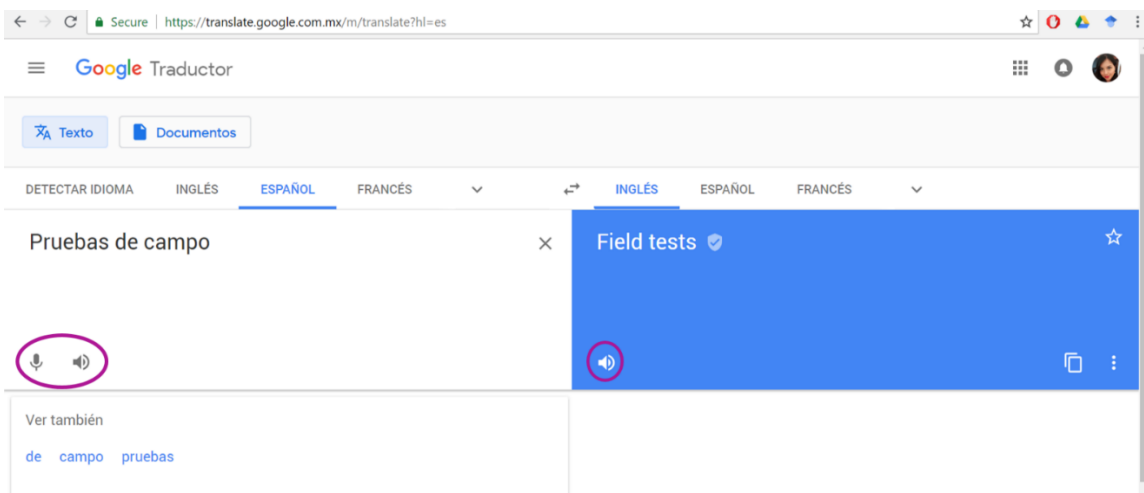 Secure | https://translate.google.com.mx/m/translate?hl=es
Google Traductor
Texto Documentos
DETECTAR IDIOMA INGLÉS ESPAÑOL FRANCÉS INGLÉS ESPAÑOL FRANCÉS
Pruebas de campo
Field tests
Ver también
de campo pruebas